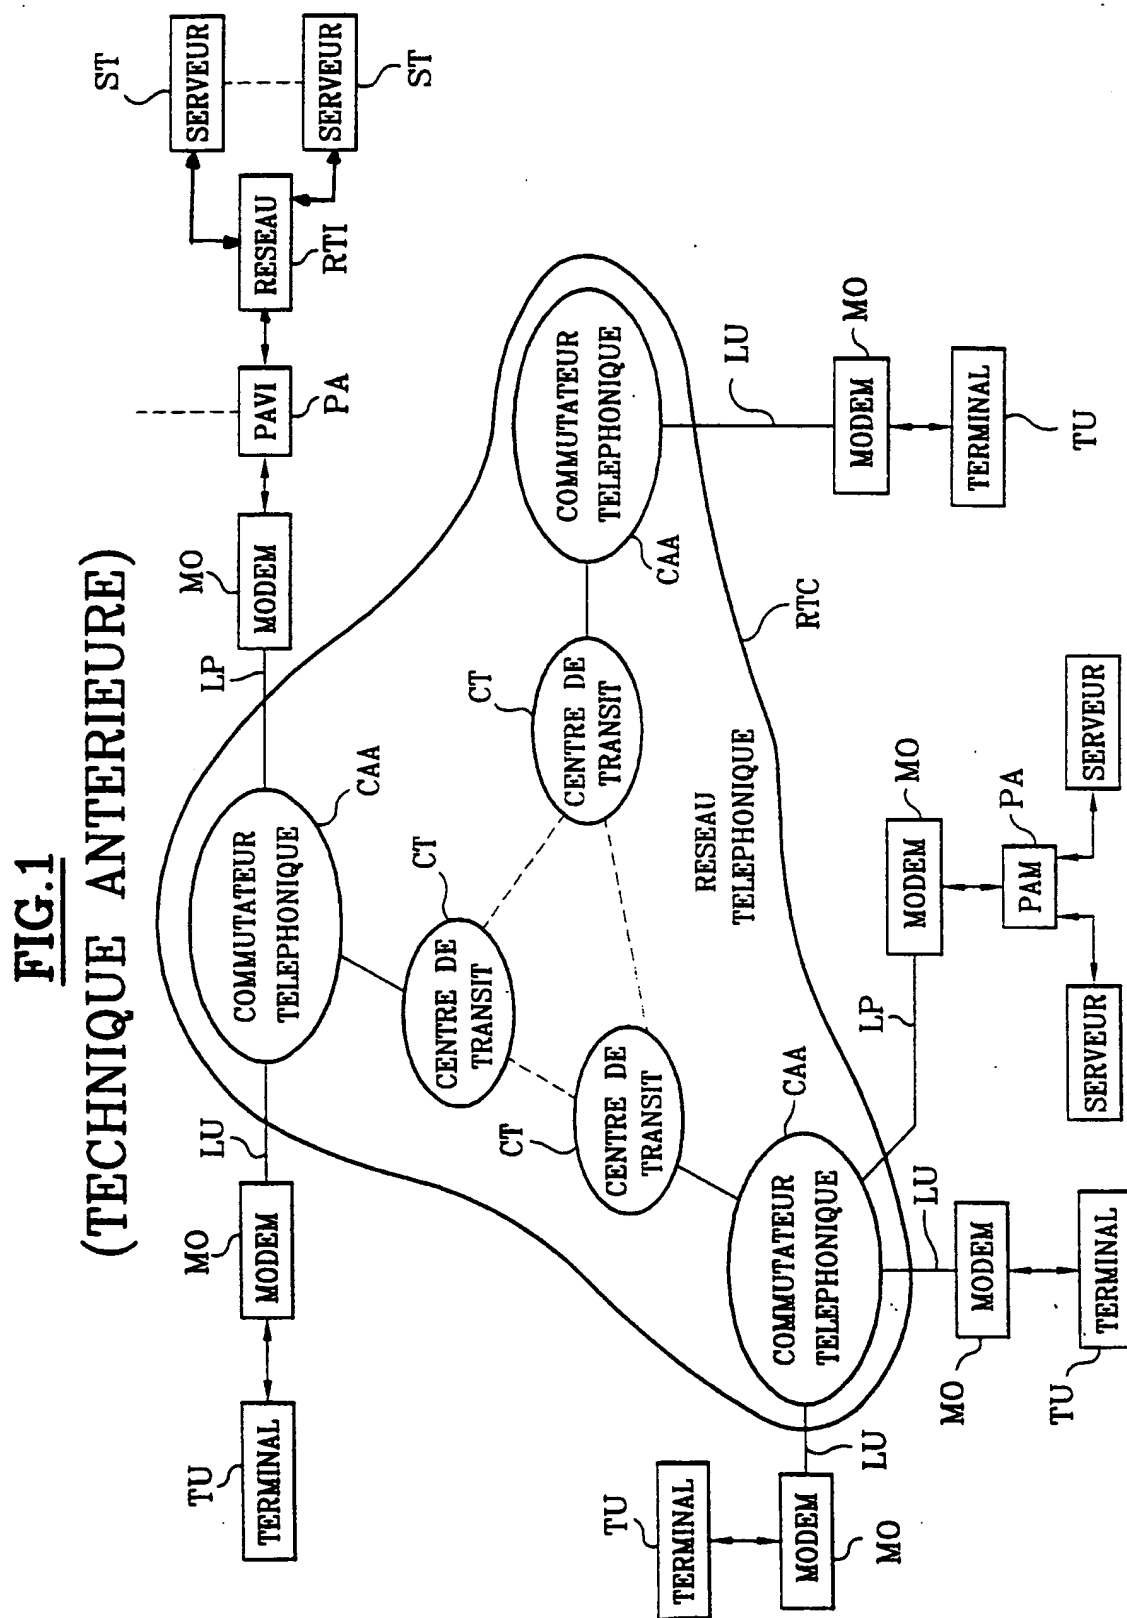 FIG.1
(TECHNIQUE ANTERIEURE)
TU
TERMINAL
MO
MODEM
LU
COMMUTATEUR
TELEPHONIQUE
CAA
LP
MO
MODEM
PAVI
PA
RESEAU
RTI
ST
SERVEUR
SERVEUR
ST
CT
CENTRE DE
TRANSIT
CT
CENTRE DE
TRANSIT
CT
CENTRE DE
TRANSIT
COMMUTATEUR
TELEPHONIQUE
CAA
RESEAU
TELEPHONIQUE
RTC
LU
MO
MODEM
TERMINAL
TU
TU
TERMINAL
MODEM
MO
LU
COMMUTATEUR
TELEPHONIQUE
CAA
LU
MO
MODEM
TU
TERMINAL
LP
MO
MODEM
PA
PAM
SERVEUR
SERVEUR